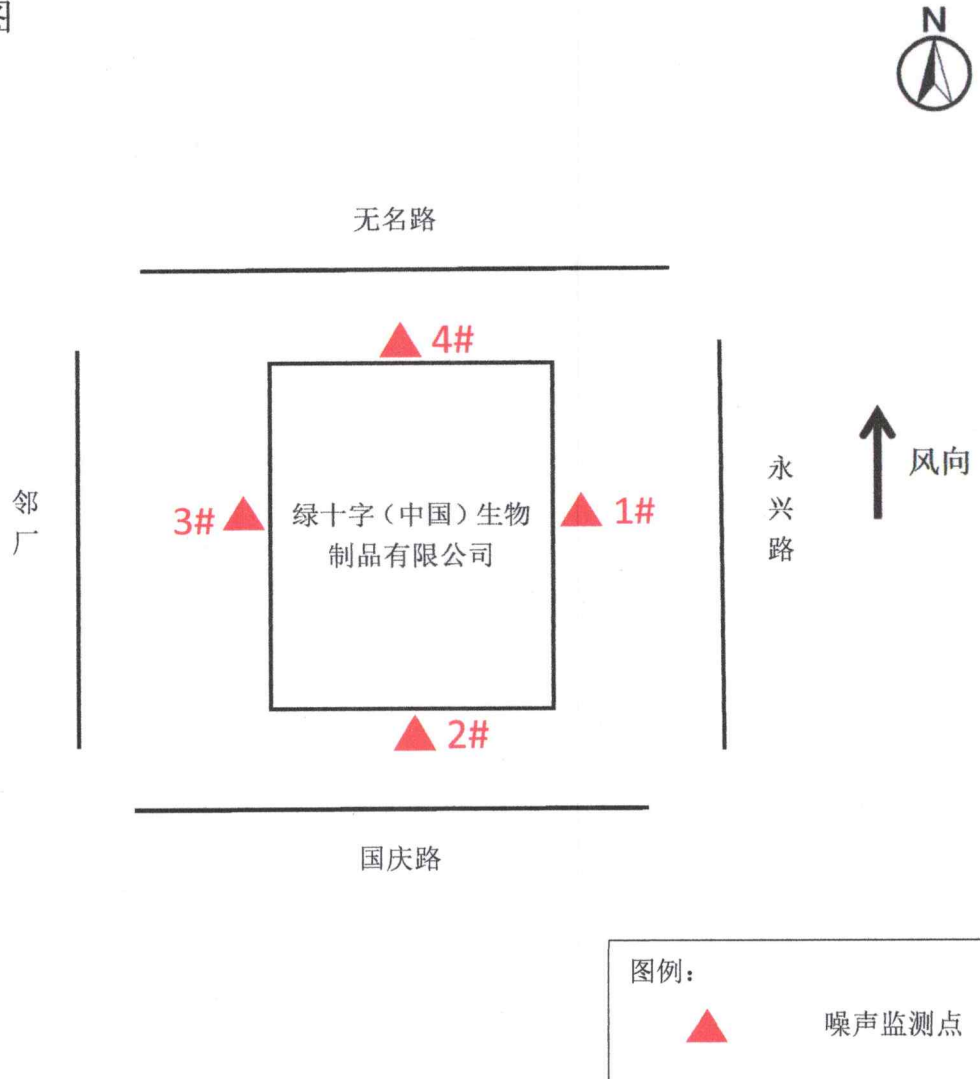 图
N
无名路
4#
邻厂
3#
绿十字（中国）生物
制品有限公司
1#
永兴路
风向
2#
国庆路
图例：
噪声监测点